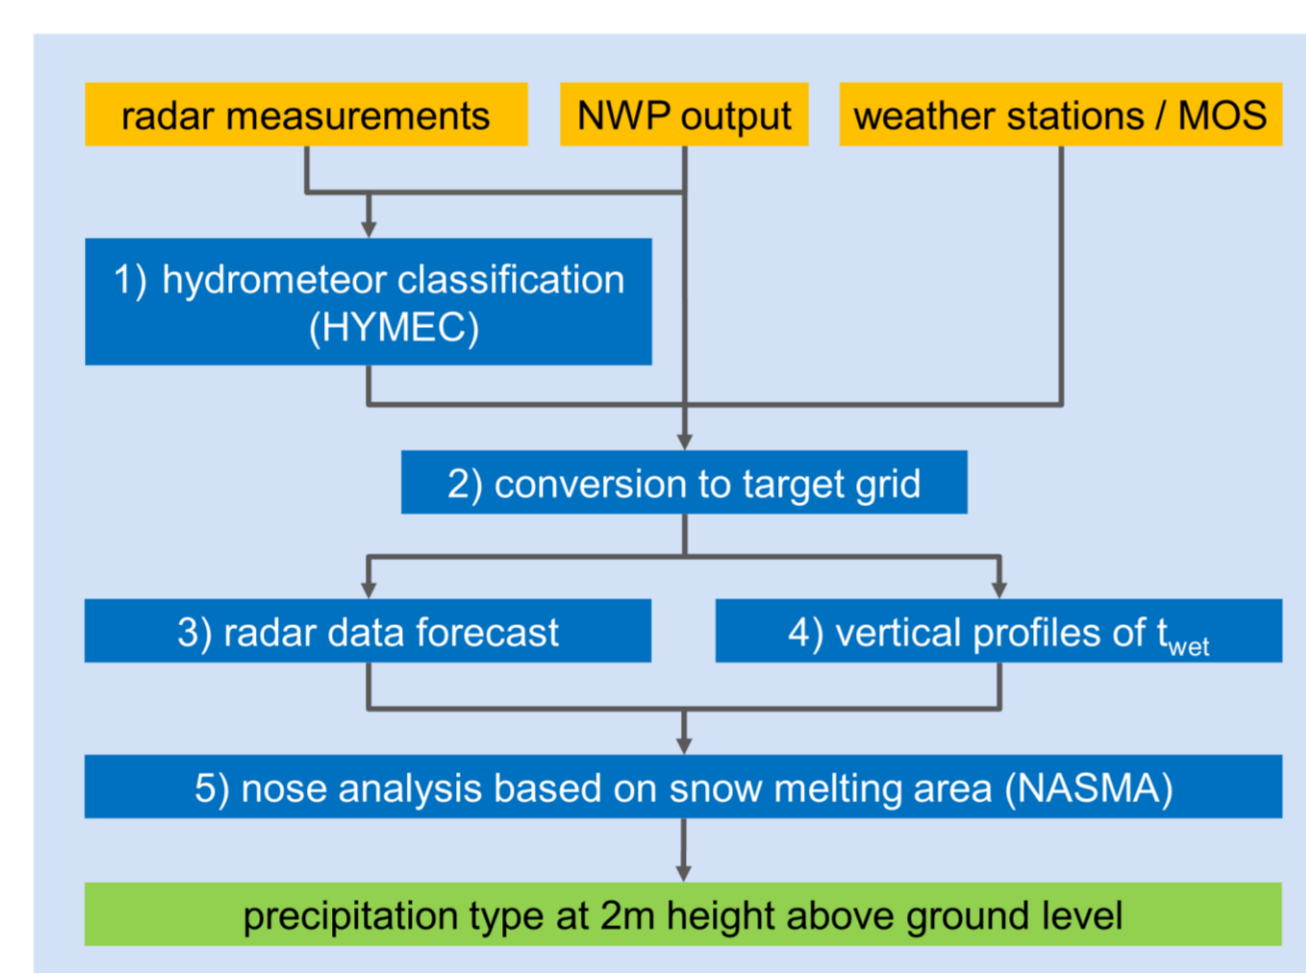 radar measurements
NWP output
weather stations / MOS
1) hydrometeor classification
(HYMEC)
2) conversion to target grid
3) radar data forecast
4) vertical profiles of twet
5) nose analysis based on snow melting area (NASMA)
precipitation type at 2m height above ground level